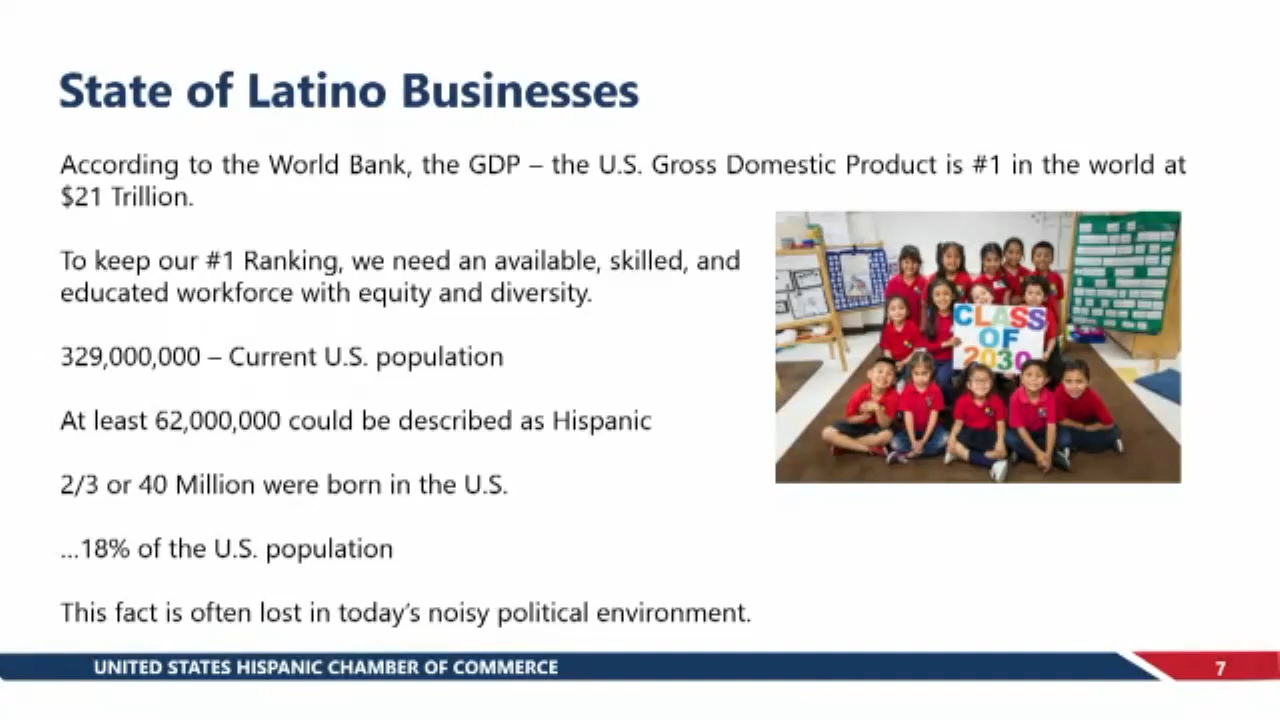 State of Latino Businesses
According to the World Bank, the GDP – the U.S. Gross Domestic Product is #1 in the world at
$21 Trillion.
To keep our #1 Ranking, we need an available, skilled, and
educated workforce with equity and diversity.
329,000,000 – Current U.S. population
At least 62,000,000 could be described as Hispanic
2/3 or 40 Million were born in the U.S.
...18% of the U.S. population
This fact is often lost in today's noisy political environment.
CLASS
OF
2030
UNITED STATES HISPANIC CHAMBER OF COMMERCE
7